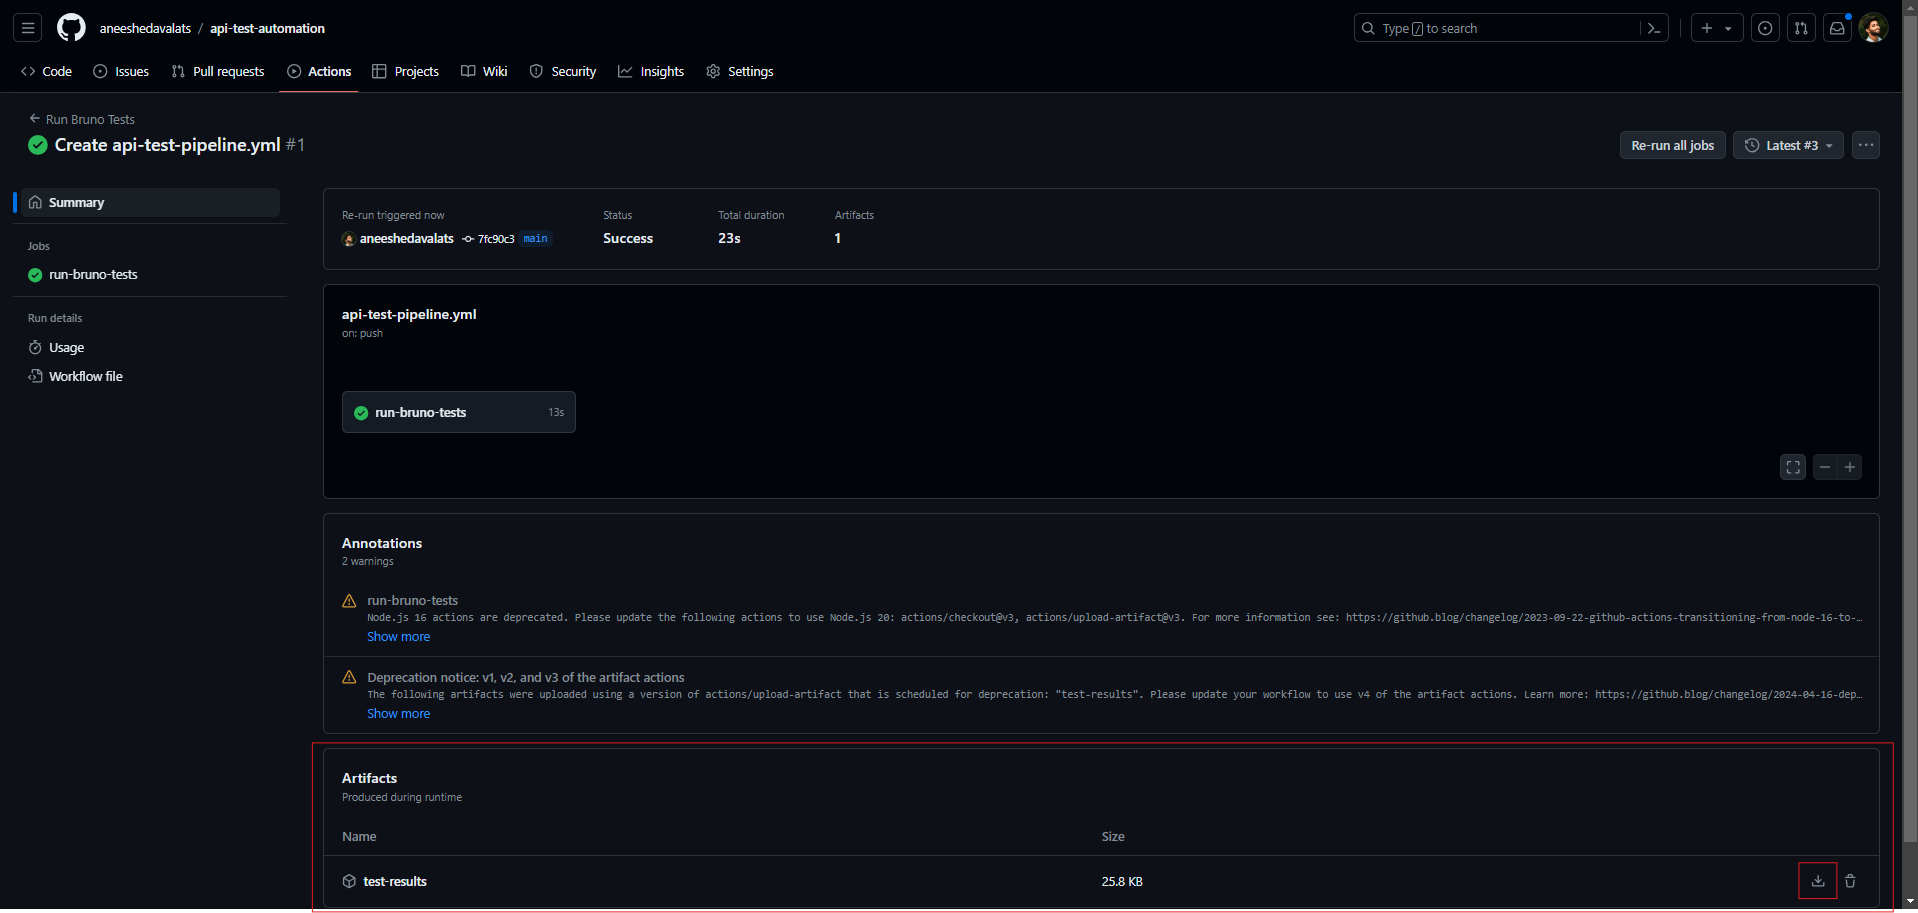 aneeshedavalats / api-test-automation
Type / to search
Code Issues Pull requests Actions Projects Wiki Security Insights Settings
Run Bruno Tests
Create api-test-pipeline.yml #1
Re-run all jobs
Latest #3
Summary
Jobs
run-bruno-tests
Run details
Usage
Workflow file
Re-run triggered now Status Total duration Artifacts
aneeshedavalats 7fc90c3 main Success 23s 1
api-test-pipeline.yml
on: push
run-bruno-tests 13s
Annotations
2 warnings
run-bruno-tests
Node.js 16 actions are deprecated. Please update the following actions to use Node.js 20: actions/checkout@v3, actions/upload-artifact@v3. For more information see: https://github.blog/changelog/2023-09-22-github-actions-transitioning-from-node-16-to-…
Show more
Deprecation notice: v1, v2, and v3 of the artifact actions
The following artifacts were uploaded using a version of actions/upload-artifact that is scheduled for deprecation: "test-results". Please update your workflow to use v4 of the artifact actions. Learn more: https://github.blog/changelog/2024-04-16-dep…
Show more
Artifacts
Produced during runtime
Name Size
test-results 25.8 KB